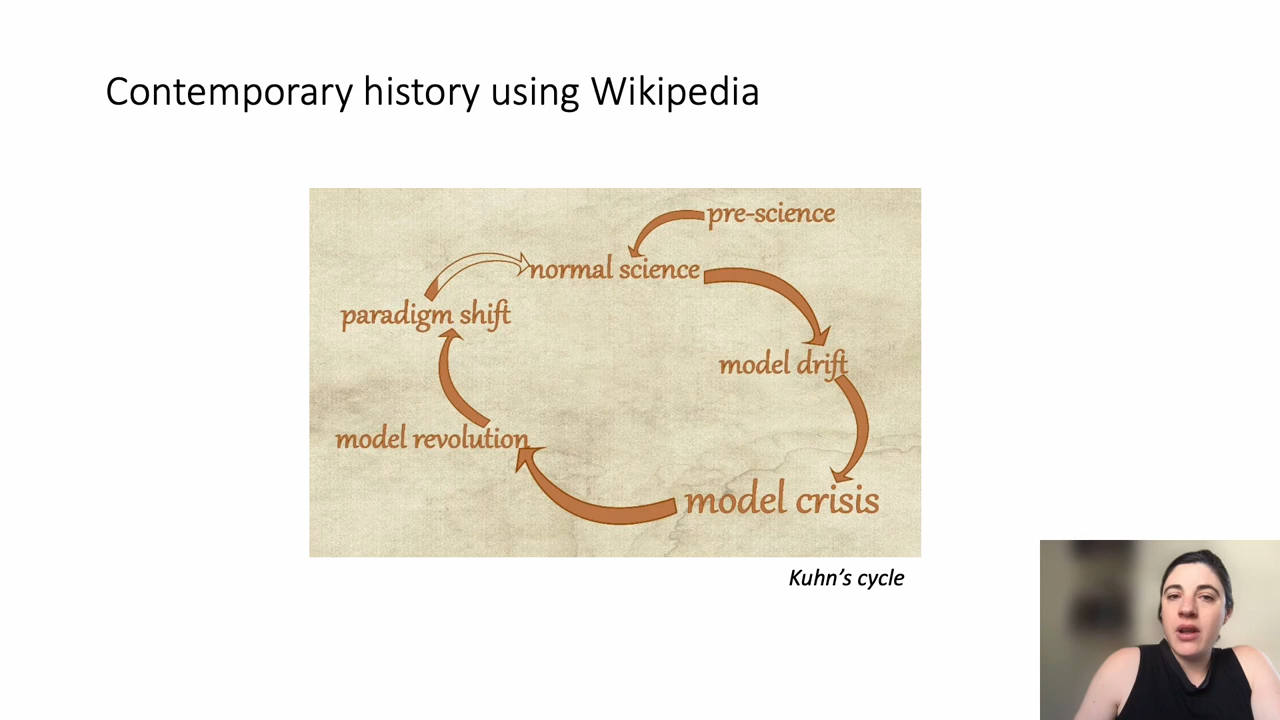 Contemporary history using Wikipedia
pre-science
normal science
paradigm shift
model drift
model revolution
model crisis
Kuhn's cycle